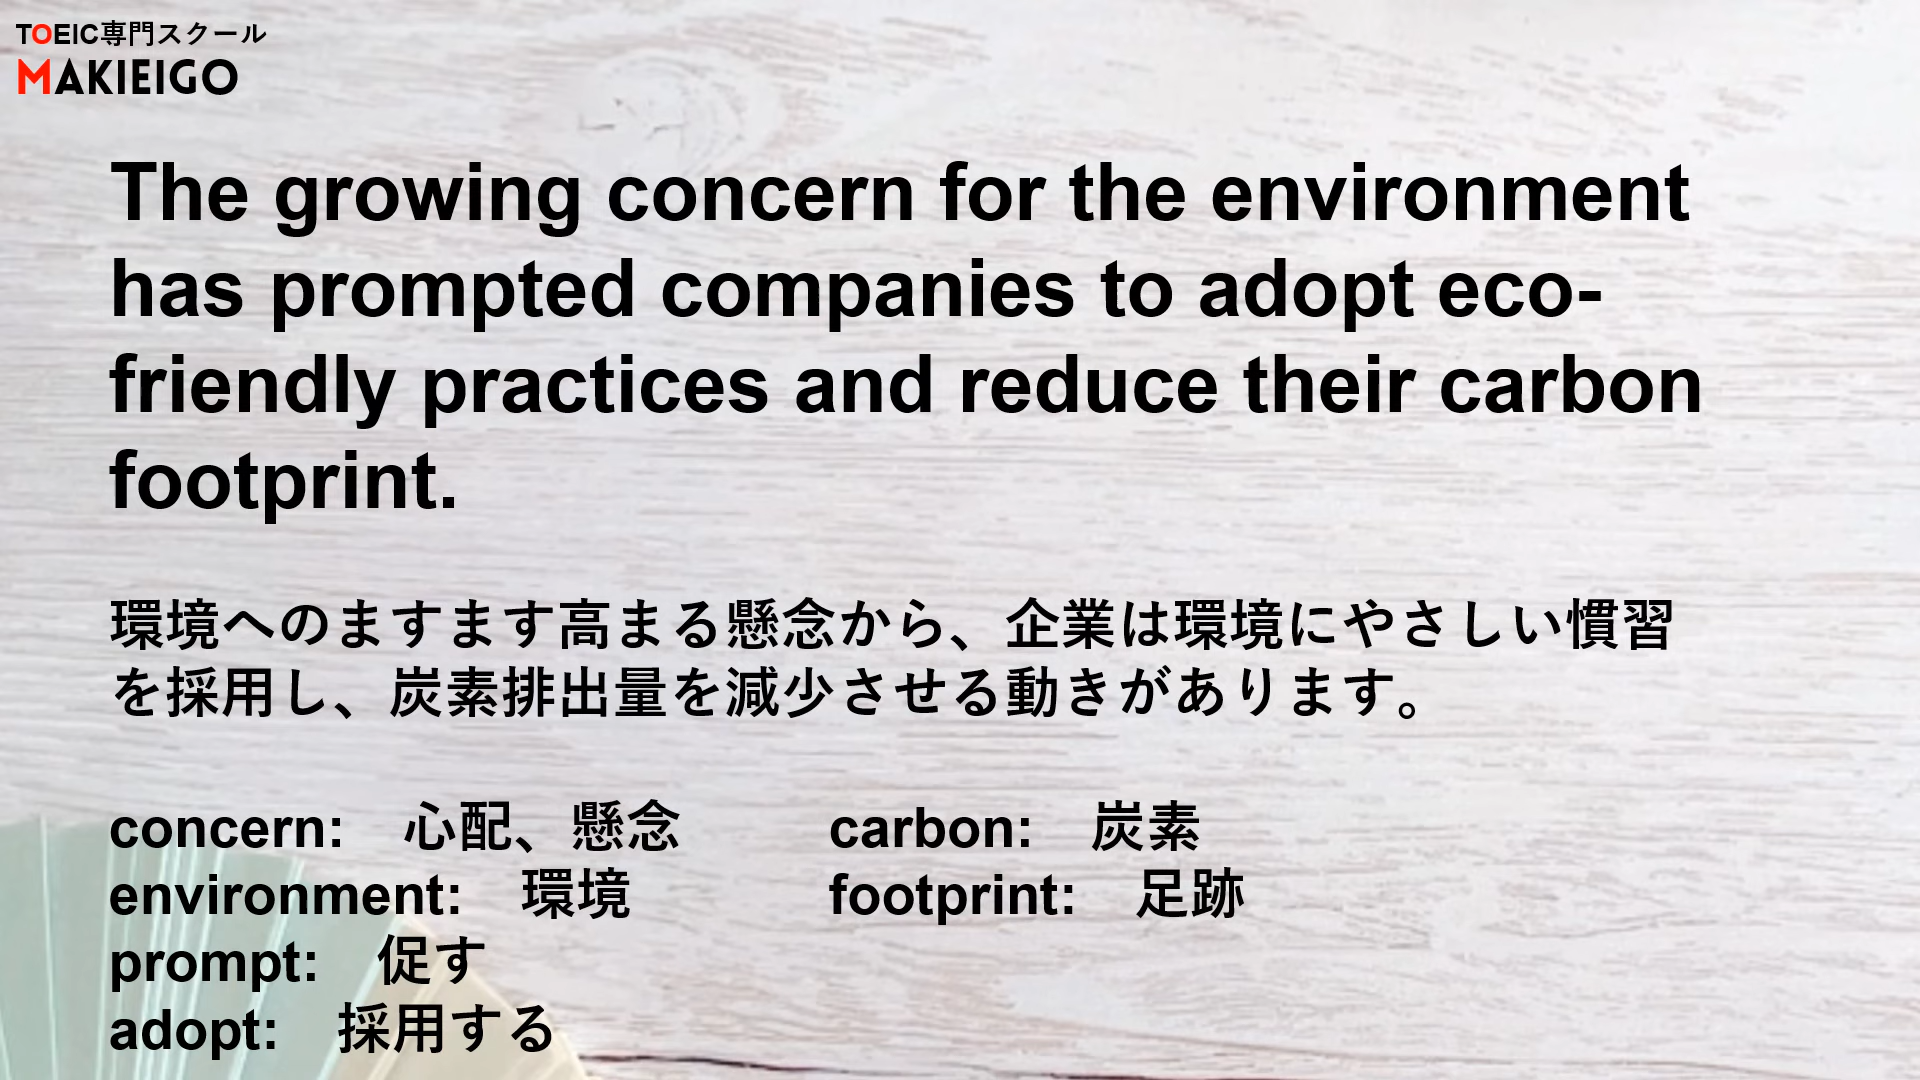 TOEIC専門スクール
MAKIEIGO
The growing concern for the environment
has prompted companies to adopt eco-
friendly practices and reduce their carbon
footprint.
環境へのますます高まる懸念から、企業は環境にやさしい慣習
を採用し、炭素排出量を減少させる動きがあります。
concern:　心配、懸念
environment:　環境
prompt:　促す
adopt:　採用する
carbon:　炭素
footprint:　足跡